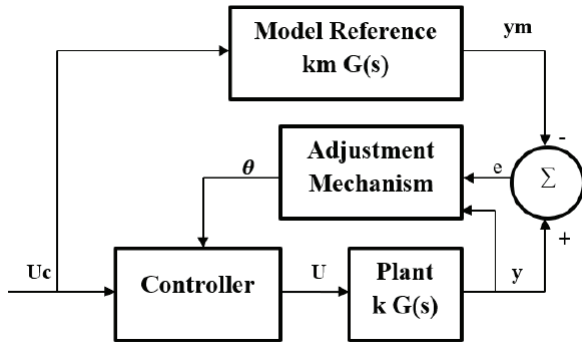 Model Reference
km G(s)
ym
-
Adjustment
Mechanism
θ
e
Σ
+
Uc
Controller
U
Plant
k G(s)
y